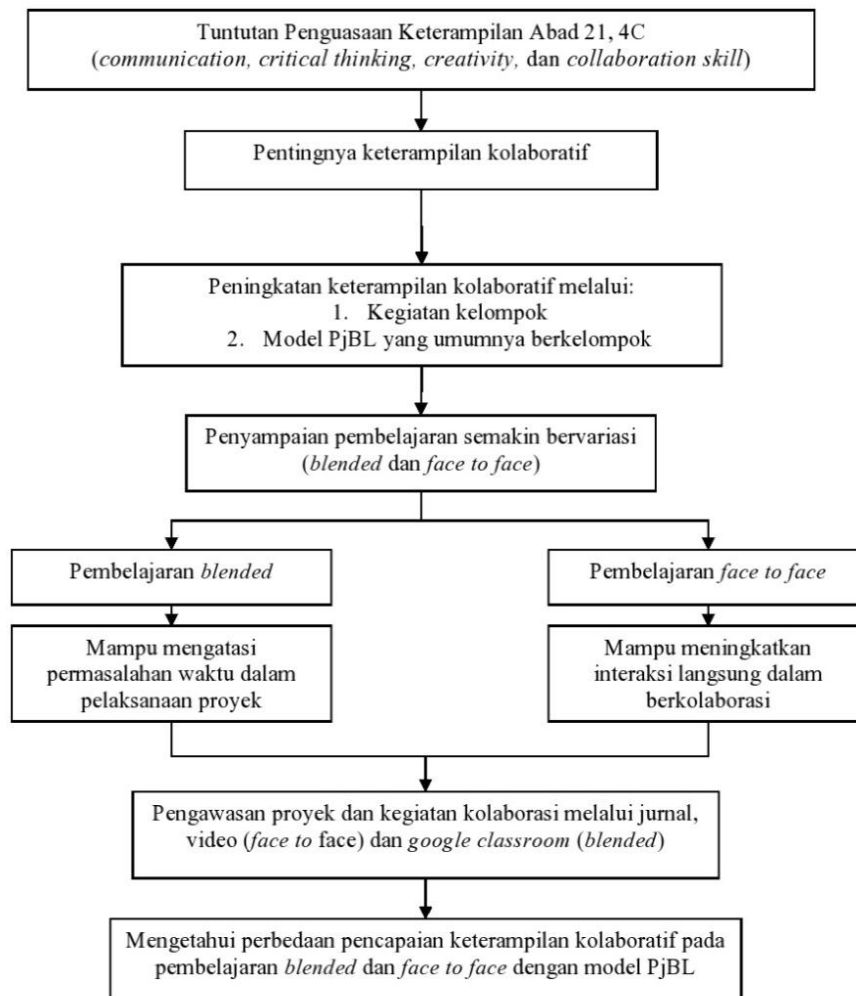 Tuntutan Penguasaan Keterampilan Abad 21, 4C
(communication, critical thinking, creativity, dan collaboration skill)
Pentingnya keterampilan kolaboratif
Peningkatan keterampilan kolaboratif melalui:
1. Kegiatan kelompok
2. Model PjBL yang umumnya berkelompok
Penyampaian pembelajaran semakin bervariasi
(blended dan face to face)
Pembelajaran blended
Mampu mengatasi
permasalahan waktu dalam
pelaksanaan proyek
Pembelajaran face to face
Mampu meningkatkan
interaksi langsung dalam
berkolaborasi
Pengawasan proyek dan kegiatan kolaborasi melalui jurnal,
video (face to face) dan google classroom (blended)
Mengetahui perbedaan pencapaian keterampilan kolaboratif pada
pembelajaran blended dan face to face dengan model PjBL